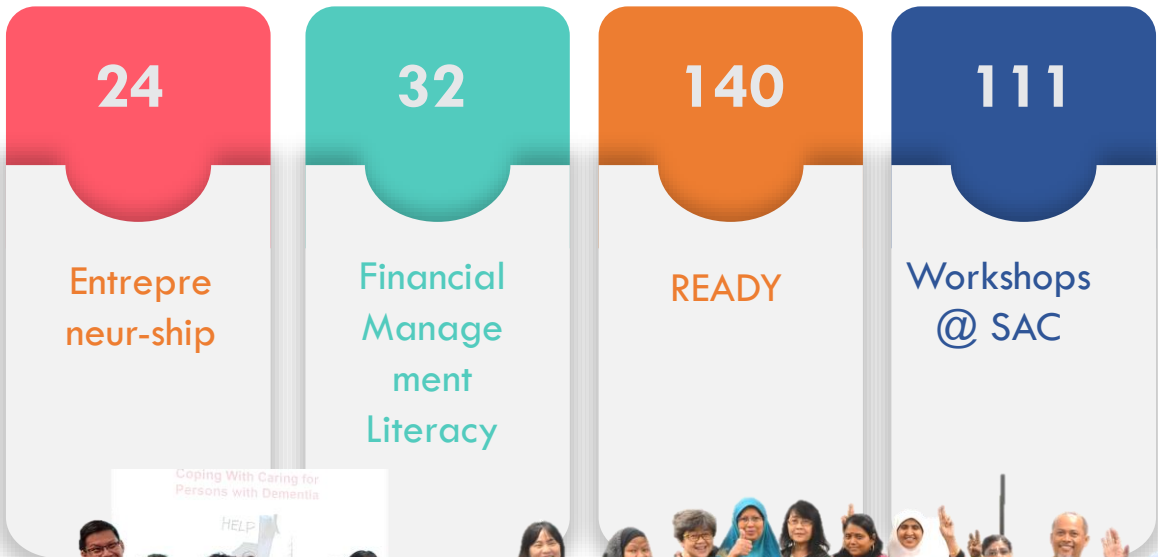 24
32
140
111
Entrepre
neur-ship
Financial
Manage
ment
Literacy
READY
Workshops
@ SAC
Coping With Caring for
Persons with Dementia
HELP